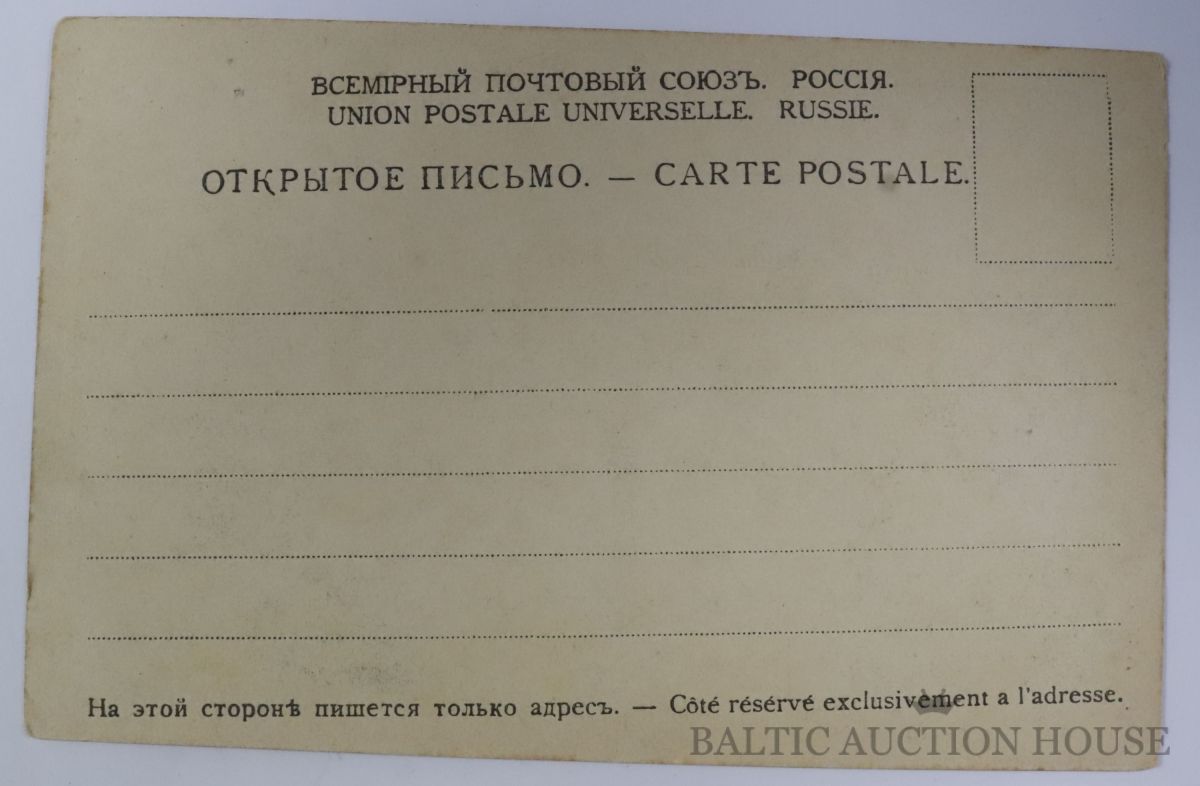 ВСЕМІРНЫЙ ПОЧТОВЫЙ СОЮЗЪ. РОССІЯ.
UNION POSTALE UNIVERSELLE. RUSSIE.
ОТКРЫТОЕ ПИСЬМО. — CARTE POSTALE.
На этой сторонѣ пишется только адресъ. — Côté résérvé exclusivement a l'adresse.
BALTIC AUCTION HOUSE